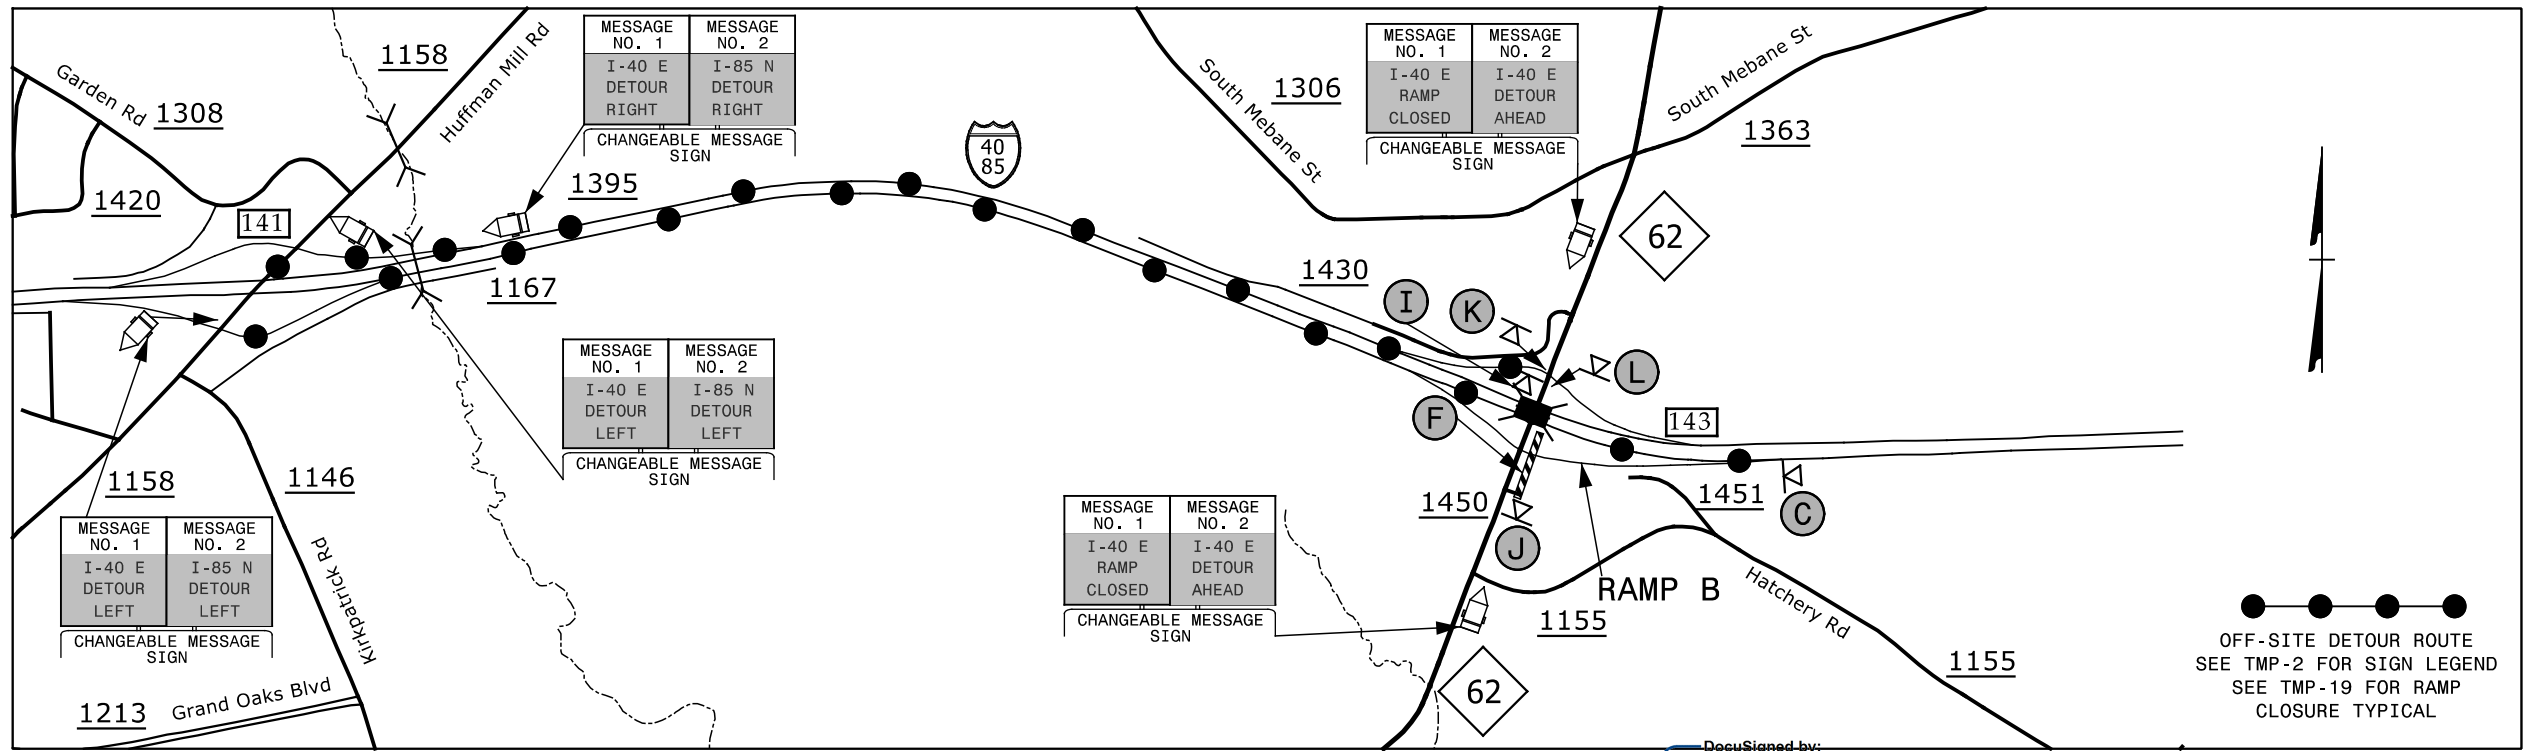 1158
Huffman Mill Rd
Garden Rd
1308
1420
141
MESSAGE NO. 1
MESSAGE NO. 2
I-40 E
DETOUR
RIGHT
I-85 N
DETOUR
RIGHT
CHANGEABLE MESSAGE
SIGN
1395
40
85
1167
South Mebane St
1306
MESSAGE NO. 1
MESSAGE NO. 2
I-40 E
RAMP
CLOSED
I-40 E
DETOUR
AHEAD
CHANGEABLE MESSAGE
SIGN
South Mebane St
1363
62
1430
I
K
L
F
143
MESSAGE NO. 1
MESSAGE NO. 2
I-40 E
DETOUR
LEFT
I-85 N
DETOUR
LEFT
CHANGEABLE MESSAGE
SIGN
1158
1146
Kirkpatrick Rd
MESSAGE NO. 1
MESSAGE NO. 2
I-40 E
DETOUR
LEFT
I-85 N
DETOUR
LEFT
CHANGEABLE MESSAGE
SIGN
1213
Grand Oaks Blvd
MESSAGE NO. 1
MESSAGE NO. 2
I-40 E
RAMP
CLOSED
I-40 E
DETOUR
AHEAD
CHANGEABLE MESSAGE
SIGN
1450
J
1451
C
RAMP B
1155
Hatchery Rd
1155
62
OFF-SITE DETOUR ROUTE
SEE TMP-2 FOR SIGN LEGEND
SEE TMP-19 FOR RAMP
CLOSURE TYPICAL
DocuSigned by: